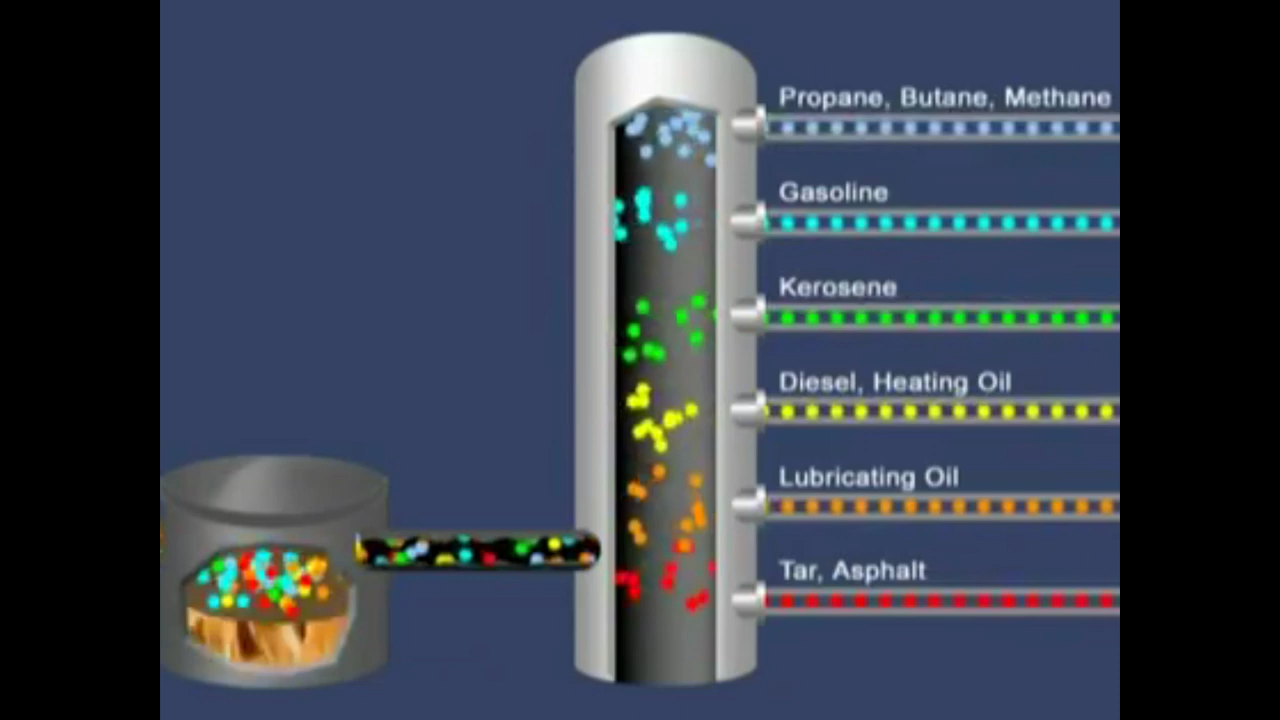 Propane, Butane, Methane
Gasoline
Kerosene
Diesel, Heating Oil
Lubricating Oil
Tar, Asphalt